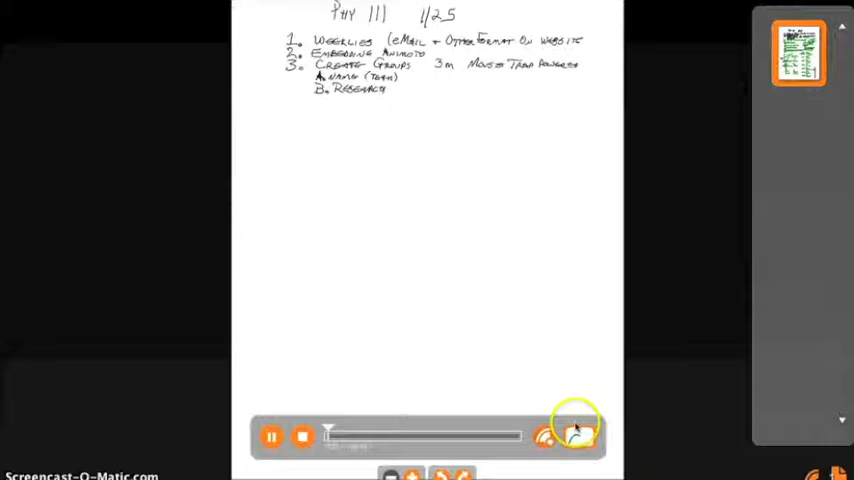 PHY 111 1/25
1. WEEKLIES (eMAIL + OTHER FORMAT ON WEBSITE
2. EMBEDDING ANIMOTO
3. CREATE GROUPS 3m MOUSE TRAP POWERED
A. NAME (TEAM)
B. RESEARCH
Screencast-O-Matic.com